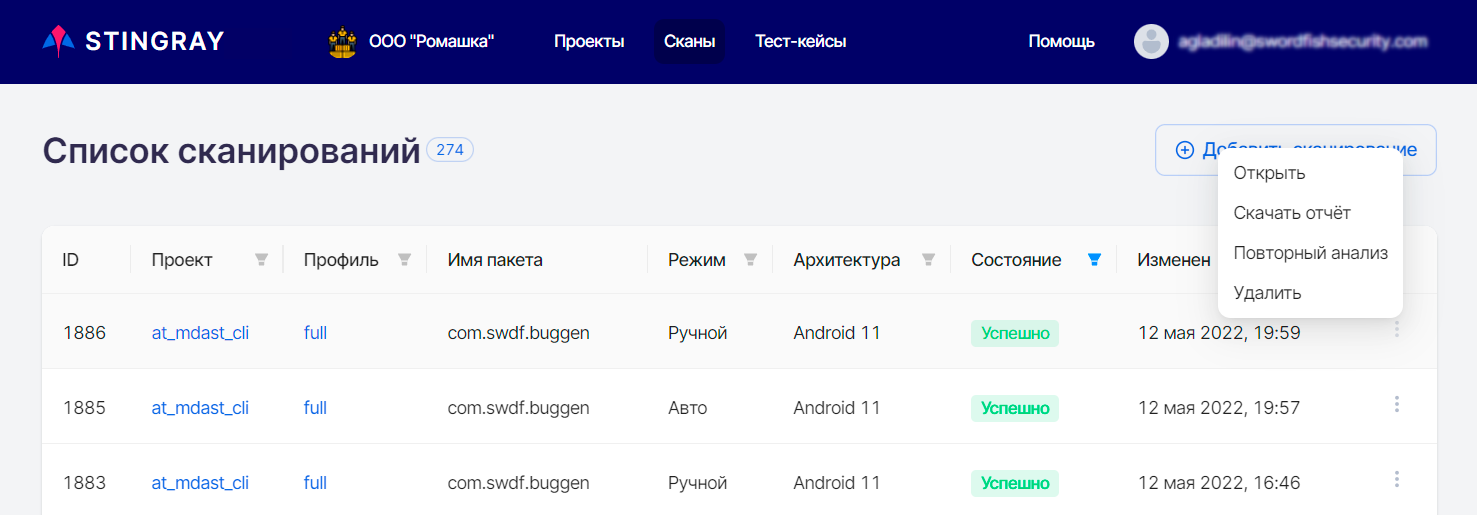 STINGRAY ООО "Ромашка" Проекты Сканы Тест-кейсы Помощь
Список сканирований 274
Открыть
Скачать отчёт
Повторный анализ
Удалить
ID Проект Профиль Имя пакета Режим Архитектура Состояние Изменен
1886 at_mdast_cli full com.swdf.buggen Ручной Android 11 Успешно 12 мая 2022, 19:59
1885 at_mdast_cli full com.swdf.buggen Авто Android 11 Успешно 12 мая 2022, 19:57
1883 at_mdast_cli full com.swdf.buggen Ручной Android 11 Успешно 12 мая 2022, 16:46